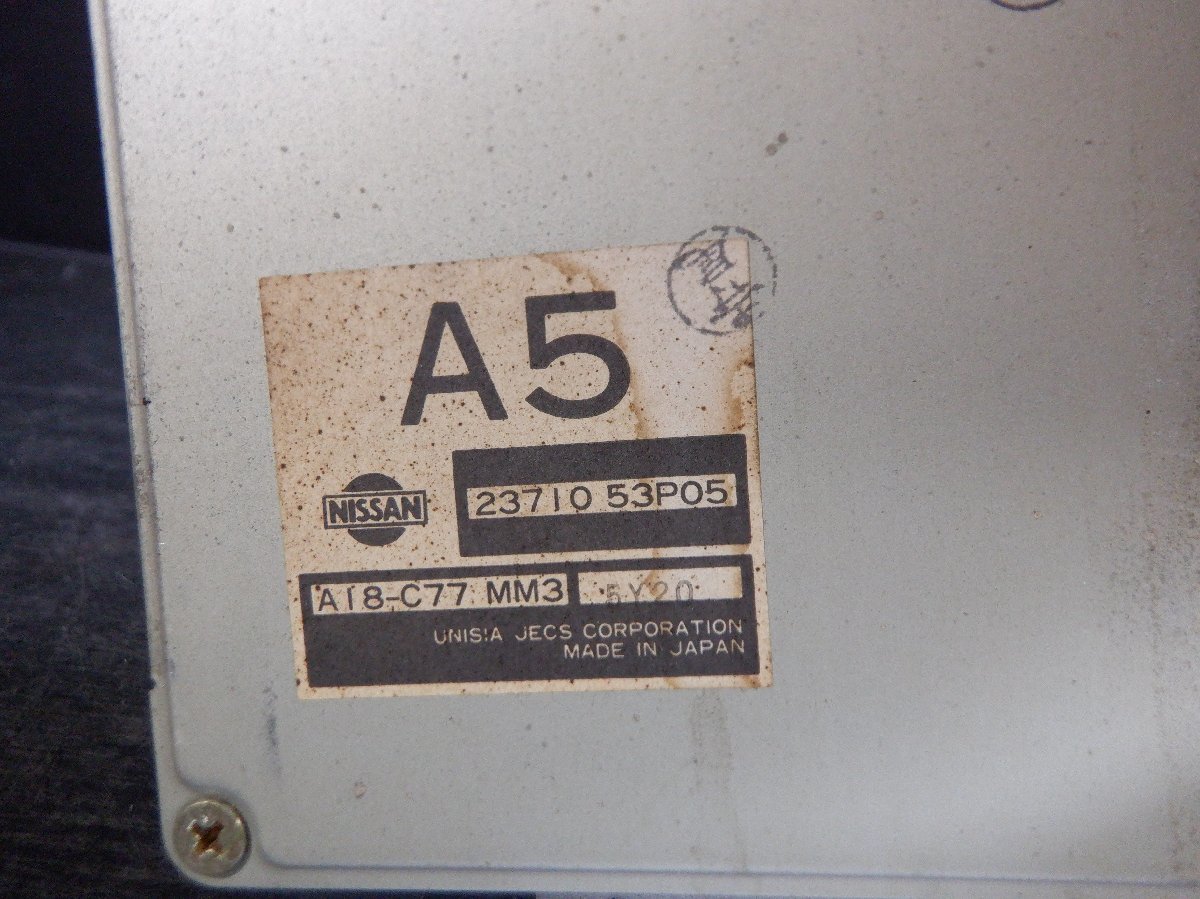 A5
NISSAN
23710 53P05
A18-C77 MM3
5Y20
UNISIA JECS CORPORATION
MADE IN JAPAN